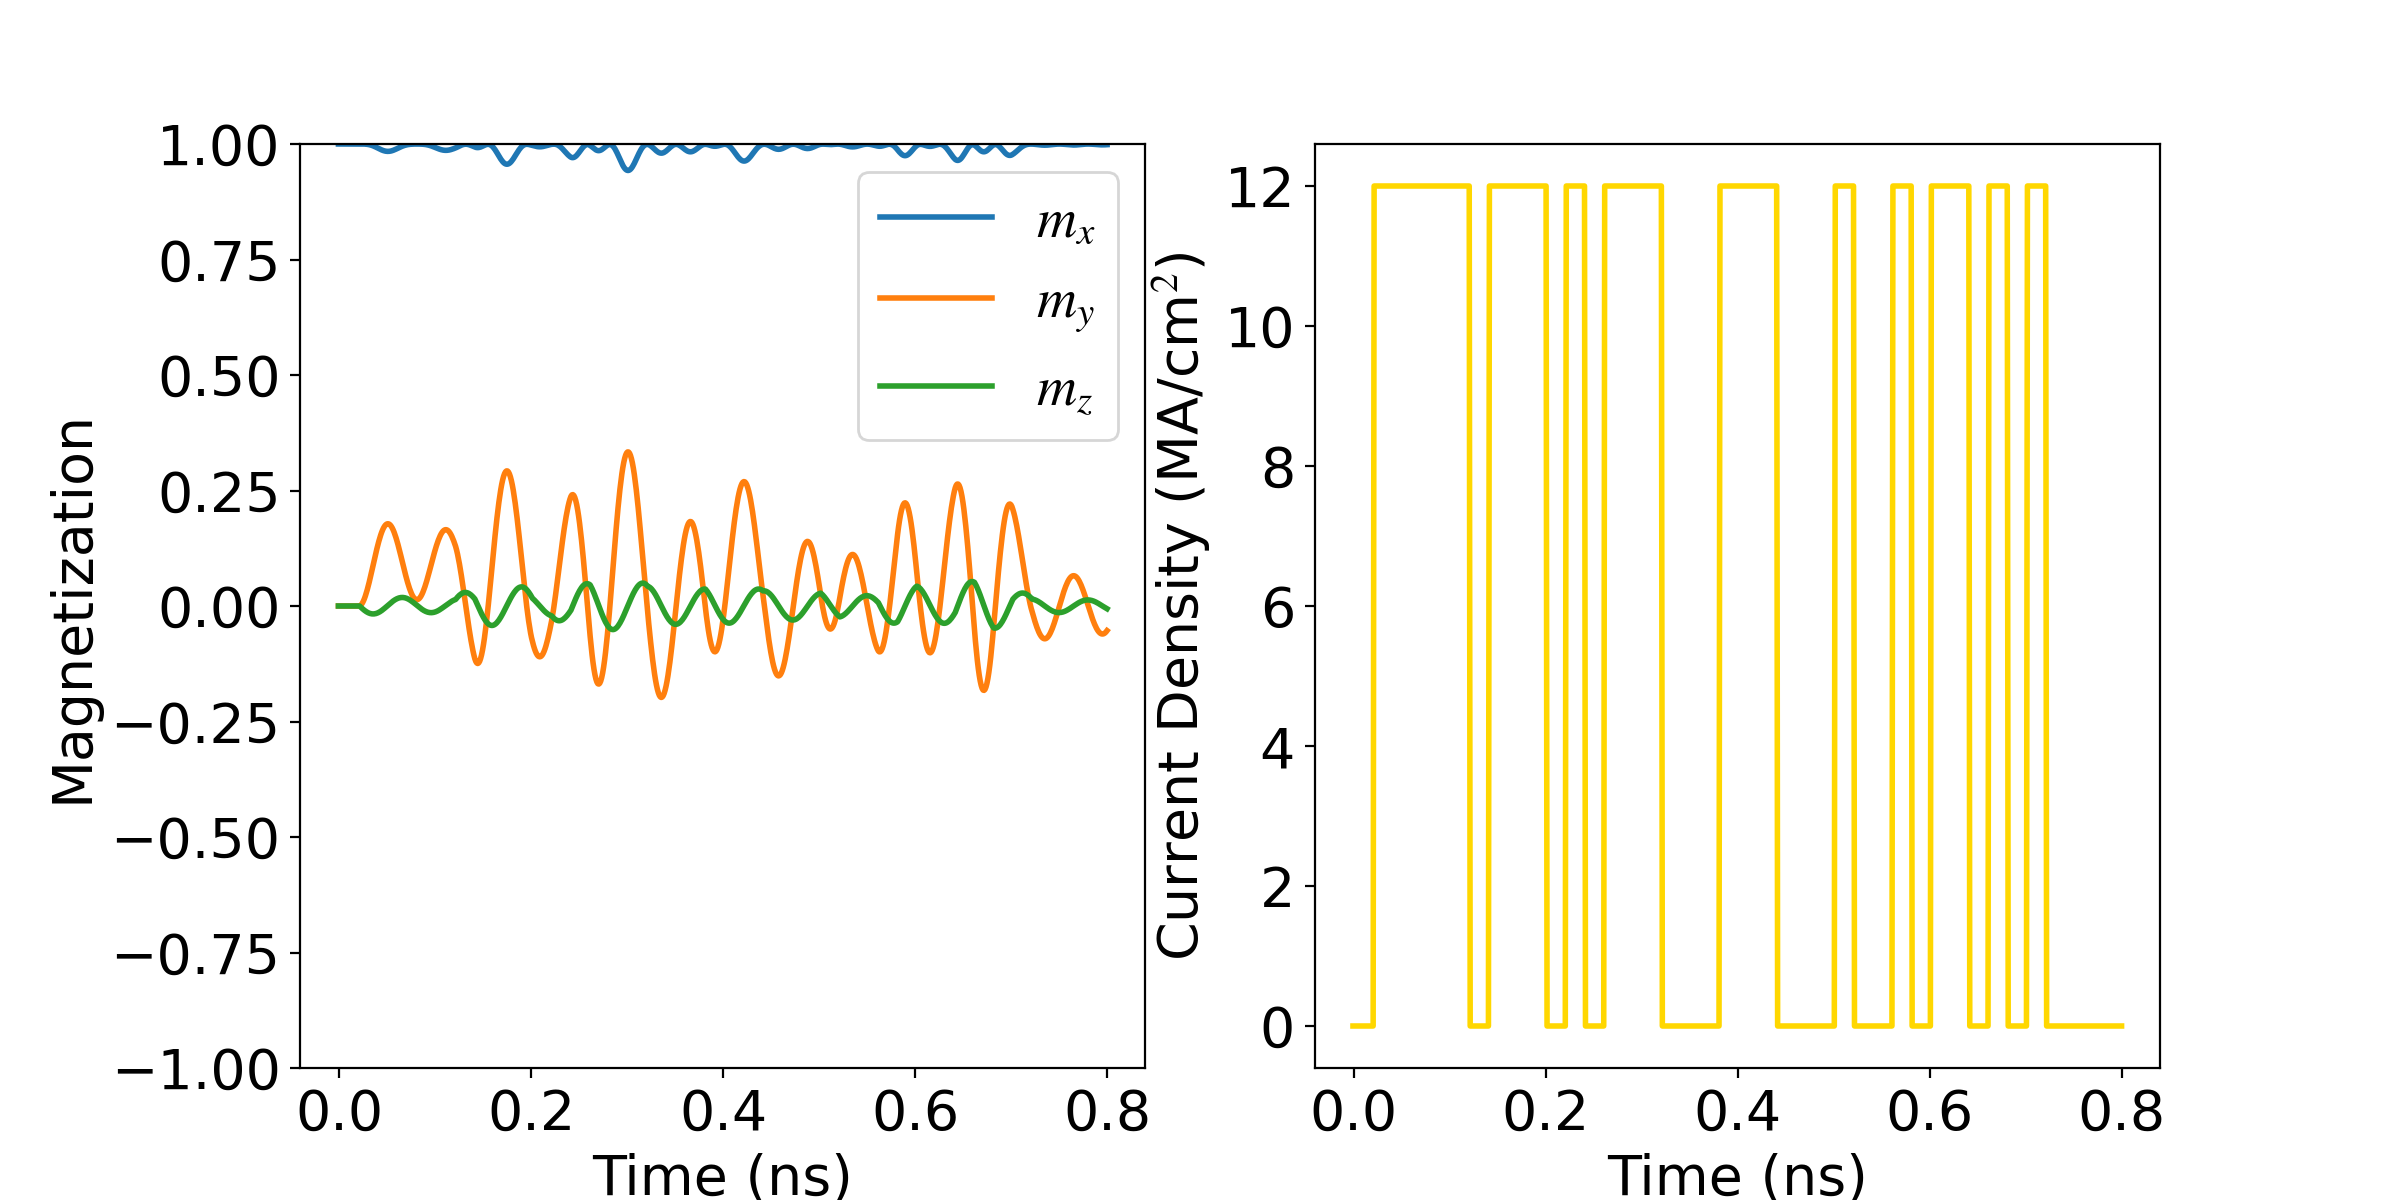 1.00
0.75
0.50
0.25
0.00
−0.25
−0.50
−0.75
−1.00
Magnetization
0.0 0.2 0.4 0.6 0.8
Time (ns)
m_x
m_y
m_z
12
10
8
6
4
2
0
Current Density (MA/cm²)
0.0 0.2 0.4 0.6 0.8
Time (ns)